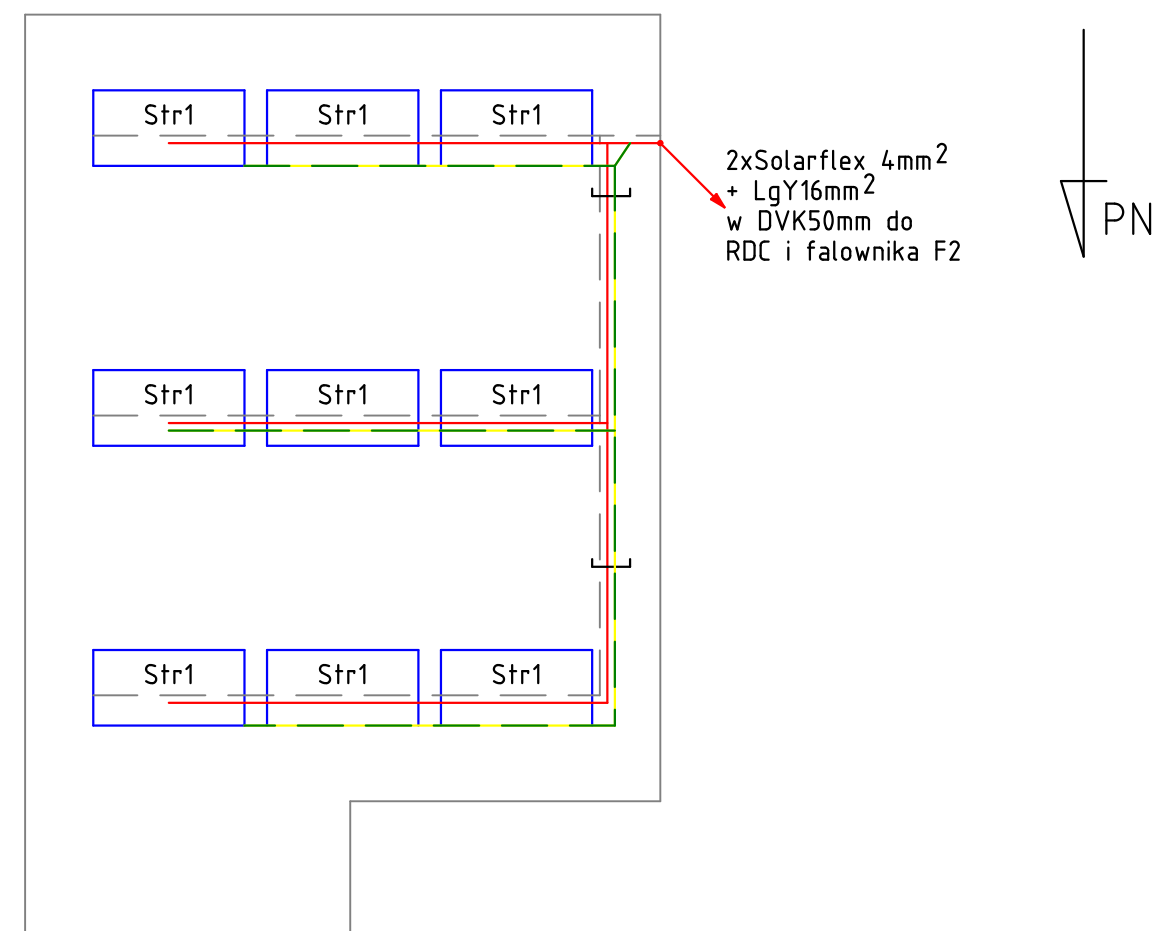 Str1 Str1 Str1
2xSolarflex 4mm²
+ LgY16mm²
w DVK50mm do
RDC i falownika F2
PN
Str1 Str1 Str1
Str1 Str1 Str1